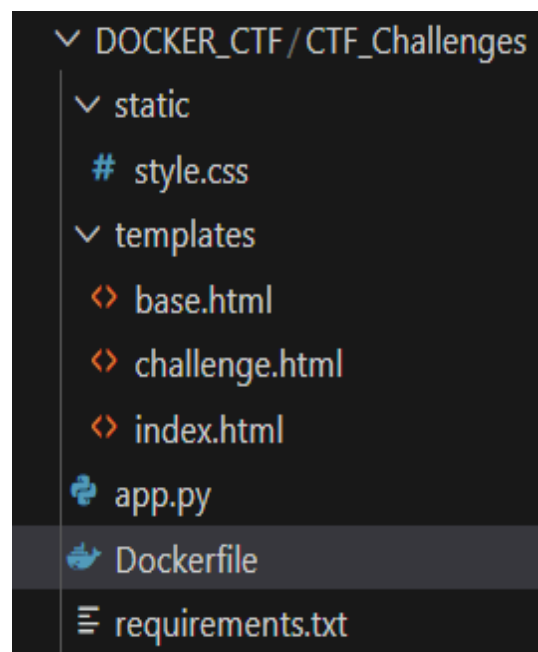 DOCKER_CTF / CTF_Challenges
static
# style.css
templates
<> base.html
<> challenge.html
<> index.html
app.py
Dockerfile
requirements.txt